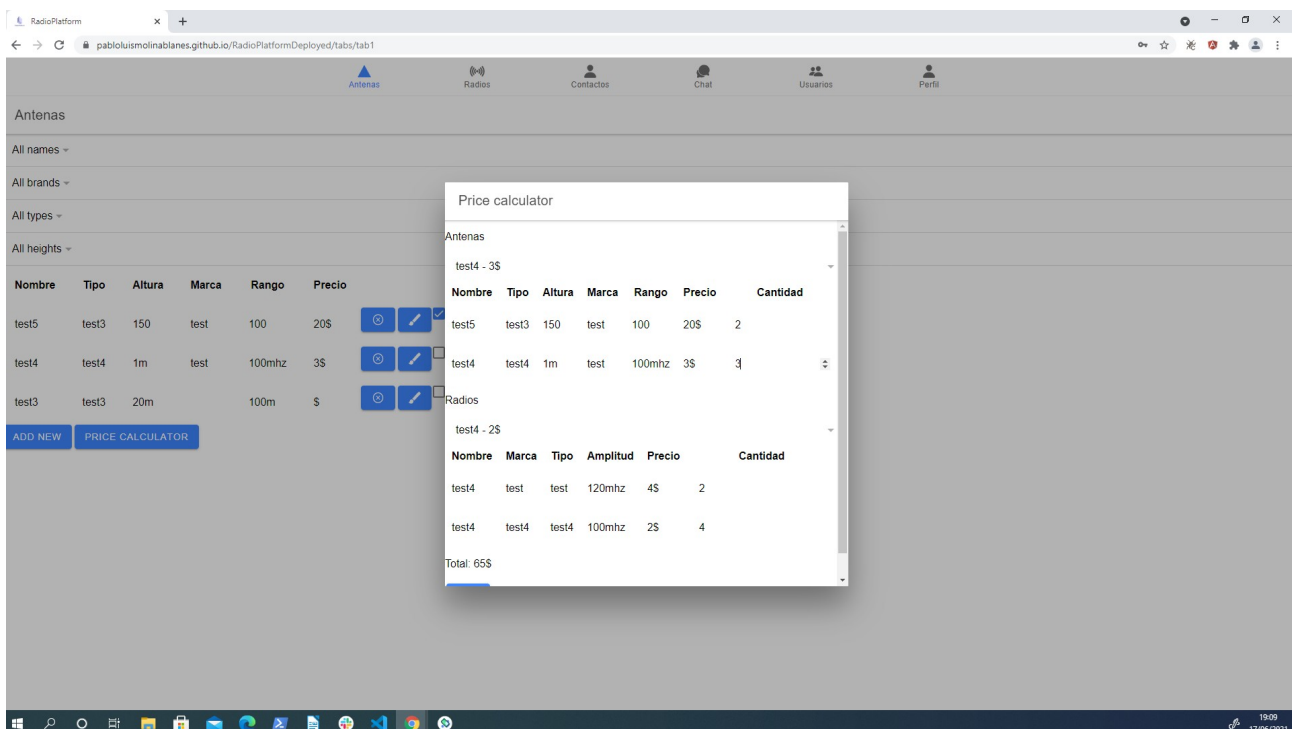 RadioPlatform
pabloluismolinablanes.github.io/RadioPlatformDeployed/tabs/tab1
Antenas Radios Contactos Chat Usuarios Perfil
Antenas
All names
All brands
All types
All heights
Nombre Tipo Altura Marca Rango Precio
test5 test3 150 test 100 20$
test4 test4 1m test 100mhz 3$
test3 test3 20m 100m $
ADD NEW PRICE CALCULATOR
Price calculator
Antenas
test4 - 3$
Nombre Tipo Altura Marca Rango Precio Cantidad
test5 test3 150 test 100 20$ 2
test4 test4 1m test 100mhz 3$ 3
Radios
test4 - 2$
Nombre Marca Tipo Amplitud Precio Cantidad
test4 test test 120mhz 4$ 2
test4 test4 test4 100mhz 2$ 4
Total: 65$
19:09
17/06/2021